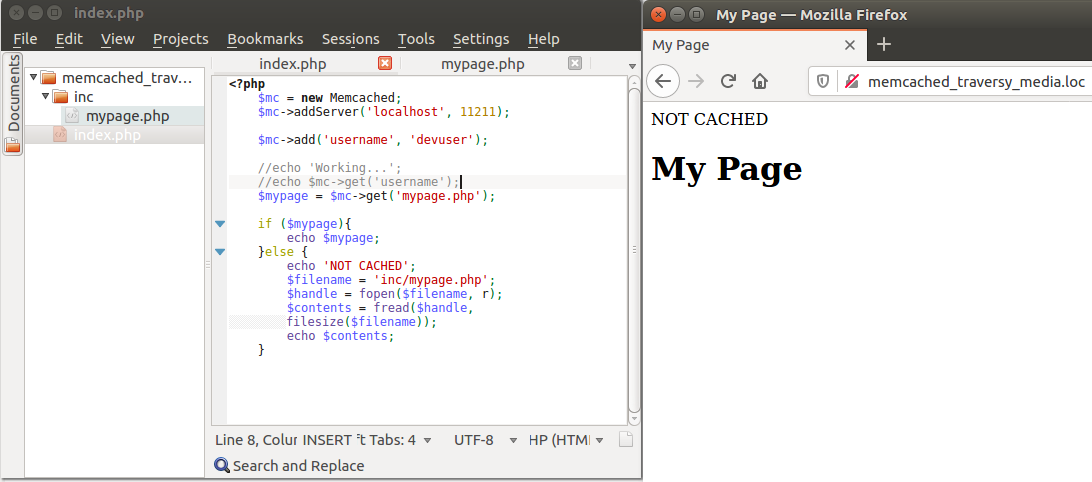 index.php
File Edit View Projects Bookmarks Sessions Tools Settings Help
Documents
memcached_trav...
inc
mypage.php
index.php
index.php mypage.php
<?php
$mc = new Memcached;
$mc->addServer('localhost', 11211);
$mc->add('username', 'devuser');
//echo 'Working...';
//echo $mc->get('username');
$mypage = $mc->get('mypage.php');
if ($mypage){
echo $mypage;
}else {
echo 'NOT CACHED';
$filename = 'inc/mypage.php';
$handle = fopen($filename, r);
$contents = fread($handle,
filesize($filename));
echo $contents;
}
Line 8, Colur INSERT Tabs: 4 UTF-8 HP (HTMl
Search and Replace
My Page — Mozilla Firefox
My Page
memcached_traversy_media.loc
NOT CACHED
My Page